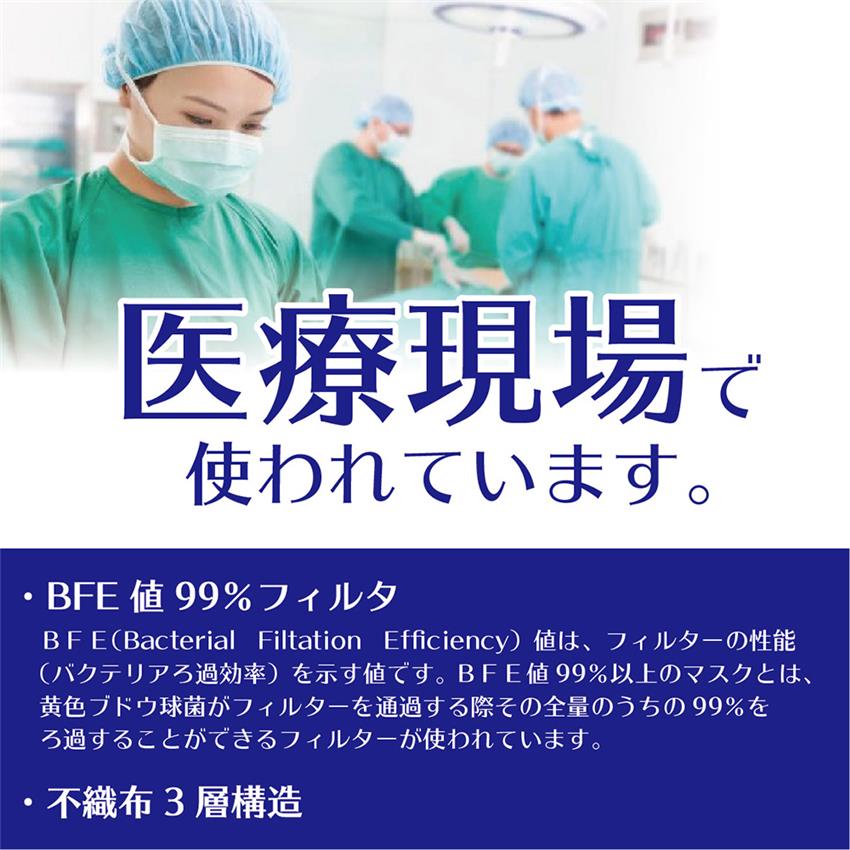 医療現場で
使われています。
・BFE 値 99%フィルタ
ＢＦＥ(Bacterial Filtation Efficiency) 値は、フィルターの性能
（バクテリアろ過効率）を示す値です。ＢＦＥ値 99%以上のマスクとは、
黄色ブドウ球菌がフィルターを通過する際その全量のうちの 99%を
ろ過することができるフィルターが使われています。
・不織布 3 層構造